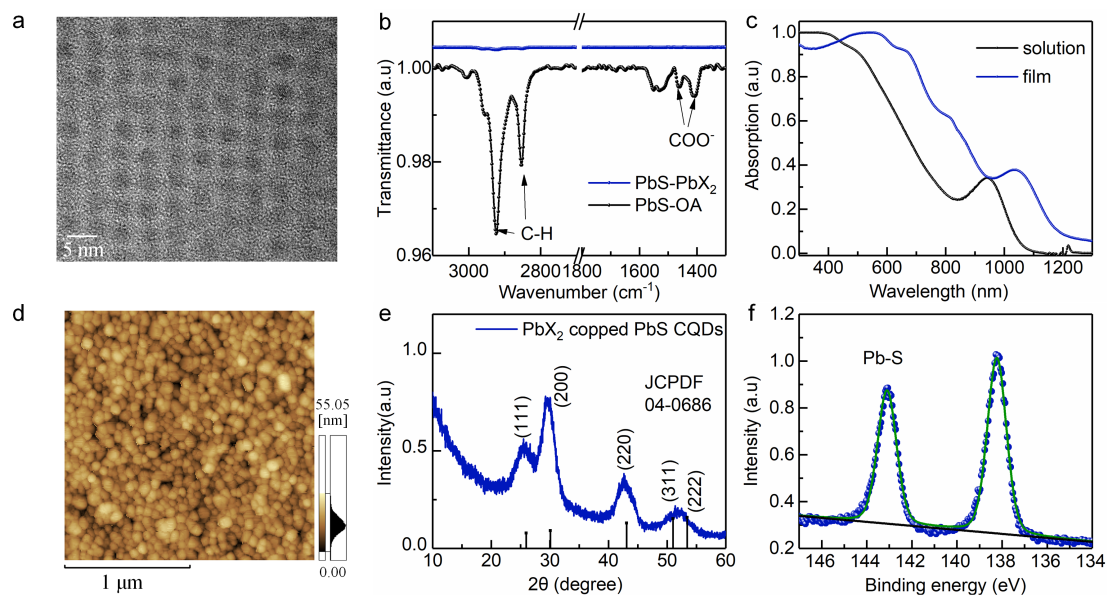 a
5 nm
b
Transmittance (a.u)
1.00
0.98
0.96
COO⁻
C-H
PbS-PbX₂
PbS-OA
3000
2800
1800
1600
1400
Wavenumber (cm⁻¹)
c
Absorption (a.u)
1.0
0.8
0.6
0.4
0.2
0.0
solution
film
400
600
800
1000
1200
Wavelength (nm)
d
55.05
[nm]
0.00
1 μm
e
Intensity(a.u)
1.0
0.5
0.0
PbX₂ copped PbS CQDs
JCPDF
04-0686
(111)
(200)
(220)
(311)
(222)
10
20
30
40
50
60
2θ (degree)
f
Intensity (a.u)
1.2
1.0
0.8
0.6
0.4
0.2
Pb-S
146
144
142
140
138
136
134
Binding energy (eV)